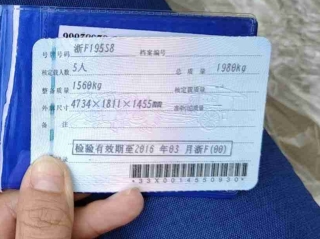 号牌号码 浙F19558 档案编号
核定载人数 5人 总质量 1980kg
整备质量 1560kg 核定载质量
外廓尺寸 4734×1811×1455mm 准牵引总质量
备注
检验有效期至2016年03月浙F(00)